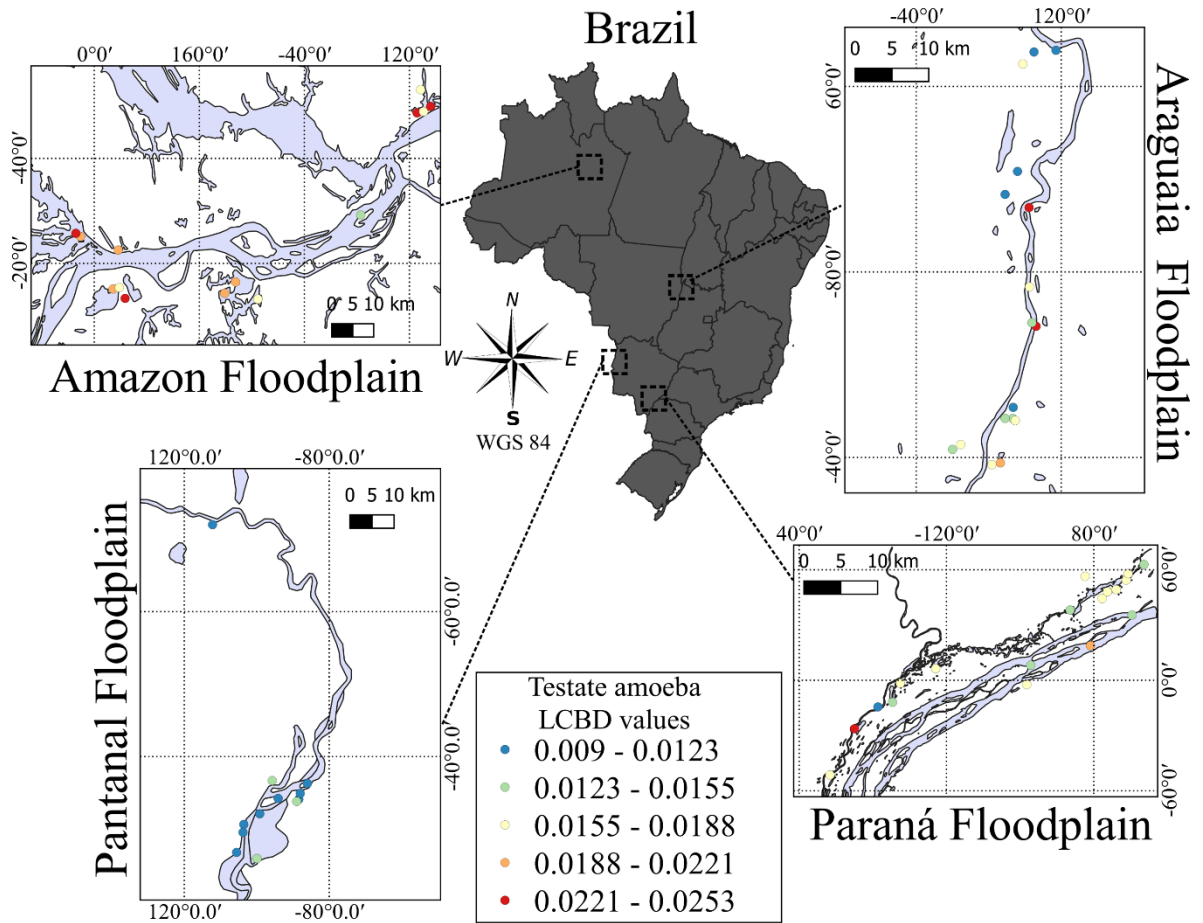 Brazil
0°0′ 160°0′ -40°0′ 120°0′
-40°0′
-20°0′
0 5 10 km
Amazon Floodplain
-40°0′ 120°0′
0 5 10 km
60°0′
-80°0′
-40°0′
Araguaia Floodplain
N
W E
S
WGS 84
120°0.0′ -80°0.0′
0 5 10 km
-60°0.0′
-40°0.0′
120°0.0′ -80°0.0′
Pantanal Floodplain
40°0′ -120°0′ 80°0′
0 5 10 km
60°0′
0°0′
-60°0′
Paraná Floodplain
Testate amoeba
LCBD values
0.009 - 0.0123
0.0123 - 0.0155
0.0155 - 0.0188
0.0188 - 0.0221
0.0221 - 0.0253